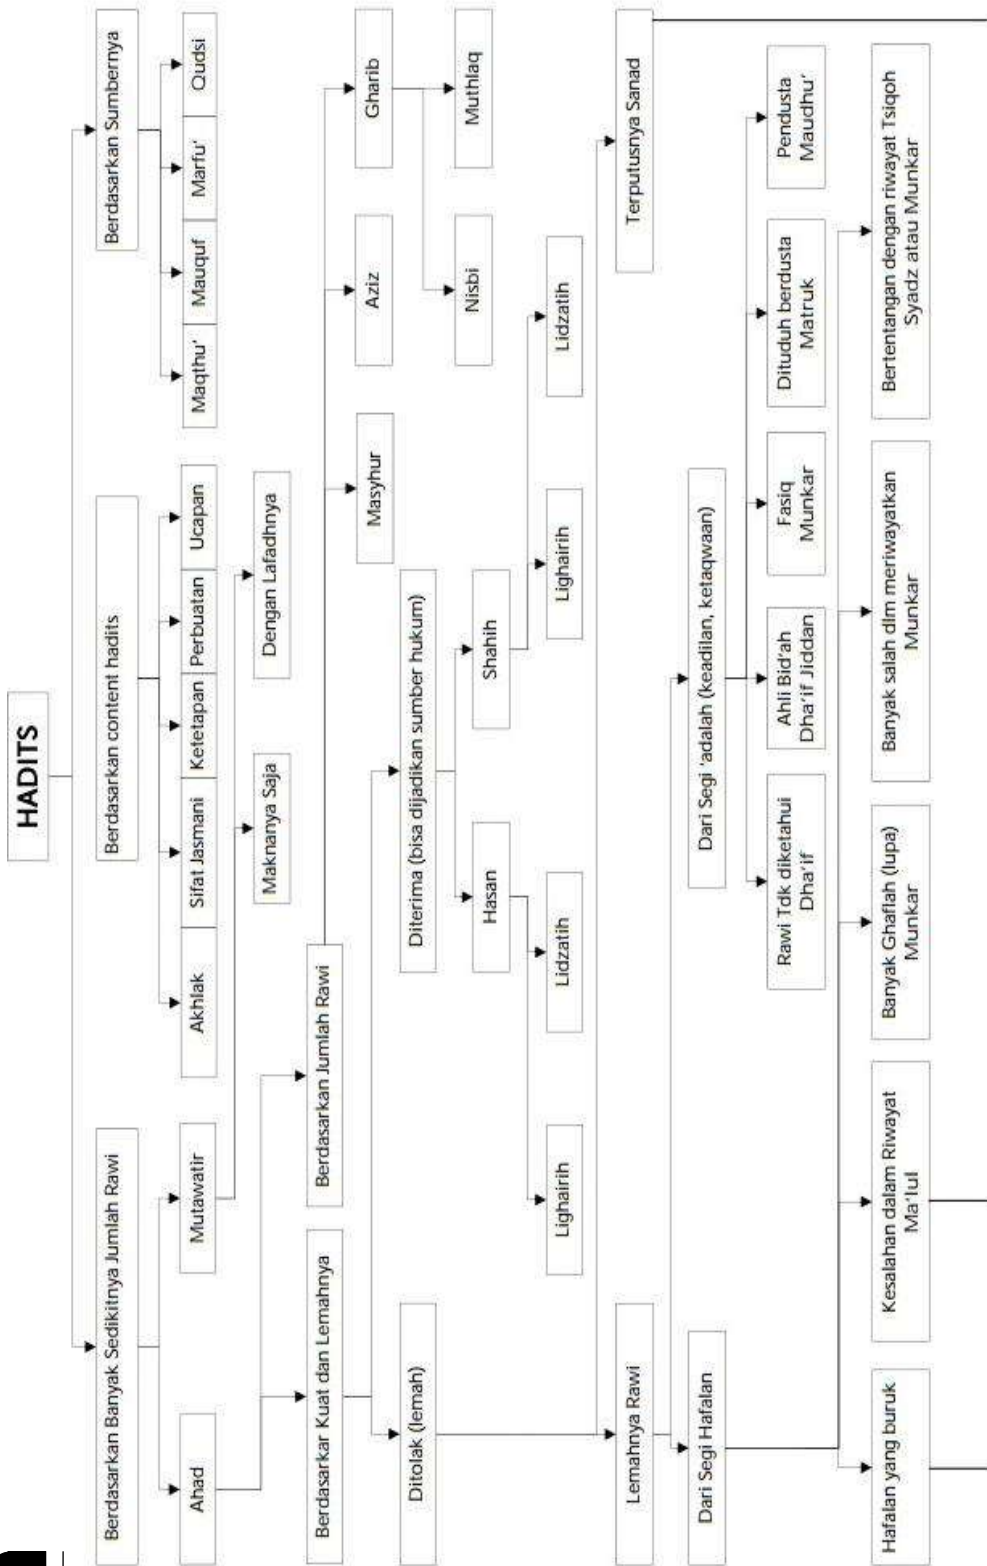 HADITS
Berdasarkan Banyak Sedikitnya Jumlah Rawi
Berdasarkan content hadits
Berdasarkan Sumbernya
Ahad
Mutawatir
Akhlak
Sifat Jasmani
Ketetapan
Perbuatan
Ucapan
Maqthu'
Mauquf
Marfu'
Qudsi
Maknanya Saja
Dengan Lafadhnya
Berdasarkar Kuat dan Lemahnya
Berdasarkan Jumlah Rawi
Masyhur
Aziz
Gharib
Ditolak (lemah)
Diterima (bisa dijadikan sumber hukum)
Nisbi
Muthlaq
Hasan
Shahih
Lighairih
Lidzatih
Lighairih
Lidzatih
Lemahnya Rawi
Terputusnya Sanad
Dari Segi Hafalan
Dari Segi 'adalah (keadilan, ketaqwaan)
Rawi Tdk diketahui
Dha'if
Ahli Bid'ah
Dha'if Jiddan
Fasiq
Munkar
Dituduh berdusta
Matruk
Pendusta
Maudhu'
Hafalan yang buruk
Kesalahan dalam Riwayat
Ma'lul
Banyak Ghaflah (lupa)
Munkar
Banyak salah dlm meriwayatkan
Munkar
Bertentangan dengan riwayat Tsiqoh
Syadz atau Munkar